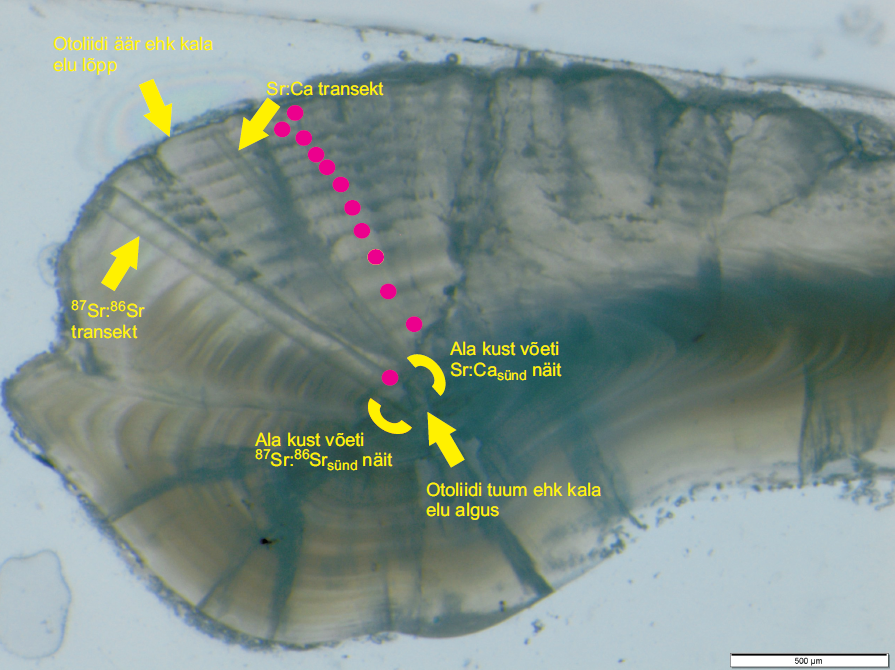 Otoliidi äär ehk kala
elu lõpp
Sr:Ca transekt
⁸⁷Sr:⁸⁶Sr
transekt
Ala kust võeti
Sr:Caₛünd näit
Ala kust võeti
⁸⁷Sr:⁸⁶Srsünd näit
Otoliidi tuum ehk kala
elu algus
500 µm